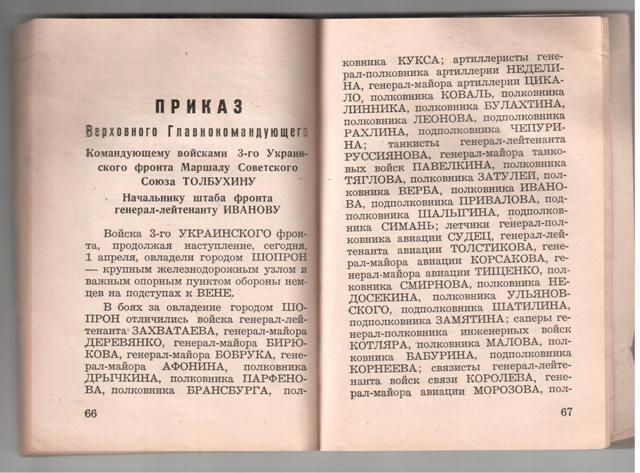 ПРИКАЗ
Верховного Главнокомандующего
Командующему войсками 3-го Украин-
ского фронта Маршалу Советского
Союза ТОЛБУХИНУ
Начальнику штаба фронта
генерал-лейтенанту ИВАНОВУ
Войска 3-го УКРАИНСКОГО фрон-
та, продолжая наступление, сегодня,
1 апреля, овладели городом ШОПРОН
— крупным железнодорожным узлом и
важным опорным пунктом обороны нем-
цев на подступах к ВЕНЕ.
В боях за овладение городом ШО-
ПРОН отличились войска генерал-лей-
тенанта ЗАХВАТАЕВА, генерал-майора
ДЕРЕВЯНКО, генерал-майора БИРЮ-
КОВА, генерал-майора БОБРУКА, гене-
рал-майора АФОНИНА, полковника
ДРЫЧКИНА, полковника ПАРФЕНО-
ВА, полковника БРАНСБУРГА, пол-
66
ковника КУКСА; артиллеристы гене-
рал-полковника артиллерии НЕДЕЛИ-
НА, генерал-майора артиллерии ЦИКА-
ЛО, полковника КОВАЛЬ, полковника
ЛИННИКА, полковника БУЛАХТИНА,
полковника ЛЕОНОВА, подполковника
РАХЛИНА, подполковника ЧЕПУРИ-
НА; танкисты генерал-лейтенанта
РУССИЯНОВА, генерал-майора танко-
вых войск ПАВЕЛКИНА, полковника
ТЯГЛОВА, полковника ЗАТУЛЕЙ, пол-
ковника ВЕРБА, полковника ИВАНО-
ВА, подполковника ПРИВАЛОВА, под-
полковника ШАЛЫГИНА, подполков-
ника СИМАНЬ; летчики генерал-пол-
ковника авиации СУДЕЦ, генерал-лей-
тенанта авиации ТОЛСТИКОВА, гене-
рал-майора авиации КОРСАКОВА, ге-
нерал-майора авиации ТИЩЕНКО, пол-
ковника СМИРНОВА, полковника НЕ-
ДОСЕКИНА, полковника УЛЬЯНОВ-
СКОГО, подполковника ШАТИЛИНА,
подполковника ЗАМЯТИНА; саперы ге-
нерал-полковника инженерных войск
КОТЛЯРА, полковника МАЛОВА, пол-
ковника БАБУРИНА, подполковника
КОРНЕЕВА; связисты генерал-лейте-
нанта войск связи КОРОЛЕВА, гене-
рал-майора авиации МОРОЗОВА, пол-
67